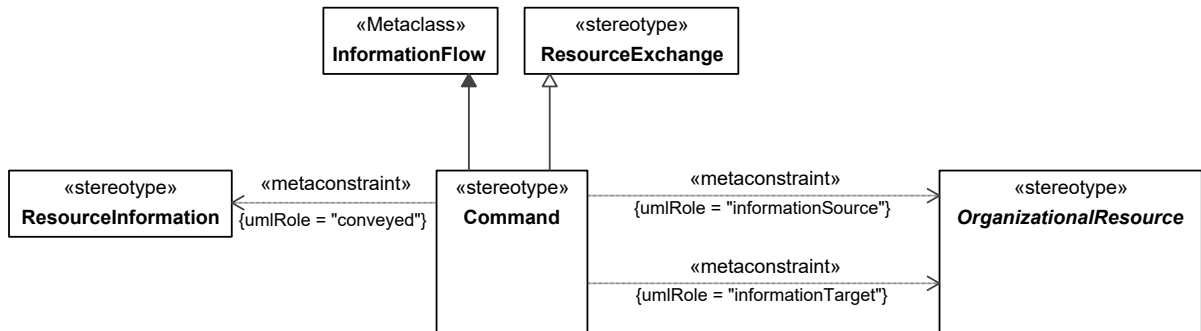 «Metaclass»
InformationFlow
«stereotype»
ResourceExchange
«stereotype»
ResourceInformation
«metaconstraint»
{umlRole = "conveyed"}
«stereotype»
Command
«metaconstraint»
{umlRole = "informationSource"}
«metaconstraint»
{umlRole = "informationTarget"}
«stereotype»
OrganizationalResource